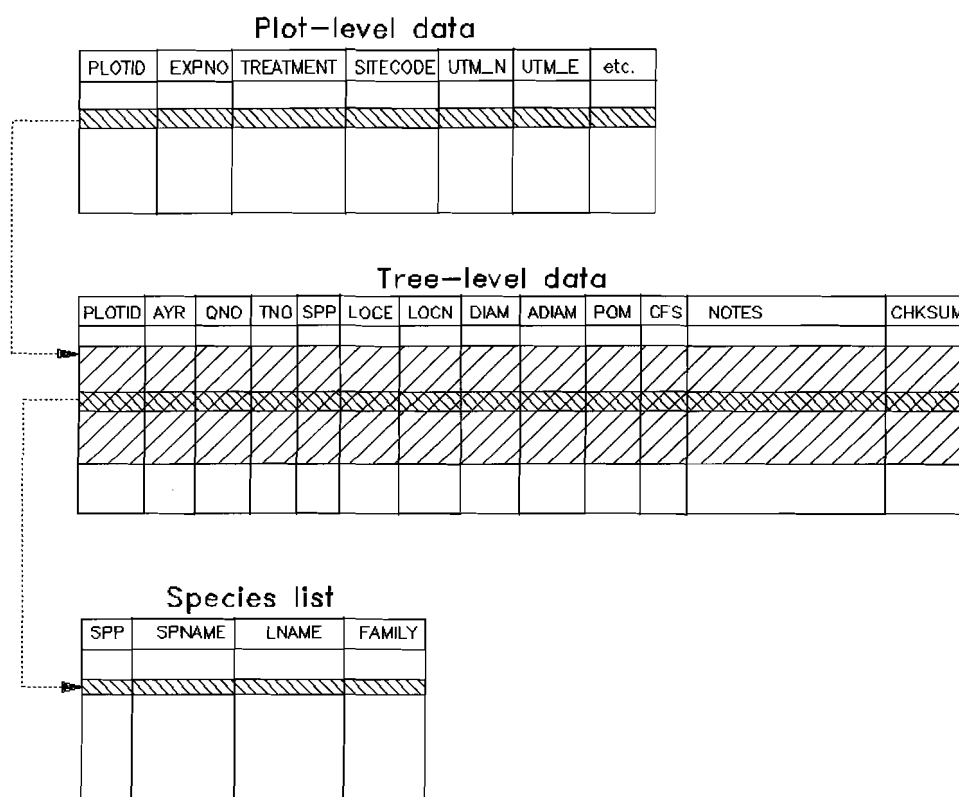 Plot-level data
PLOTID EXPNO TREATMENT SITECODE UTM_N UTM_E etc.
Tree-level data
PLOTID AYR QNO TNO SPP LOCE LOCN DIAM ADIAM POM CFS NOTES CHKSUM
Species list
SPP SPNAME LNAME FAMILY